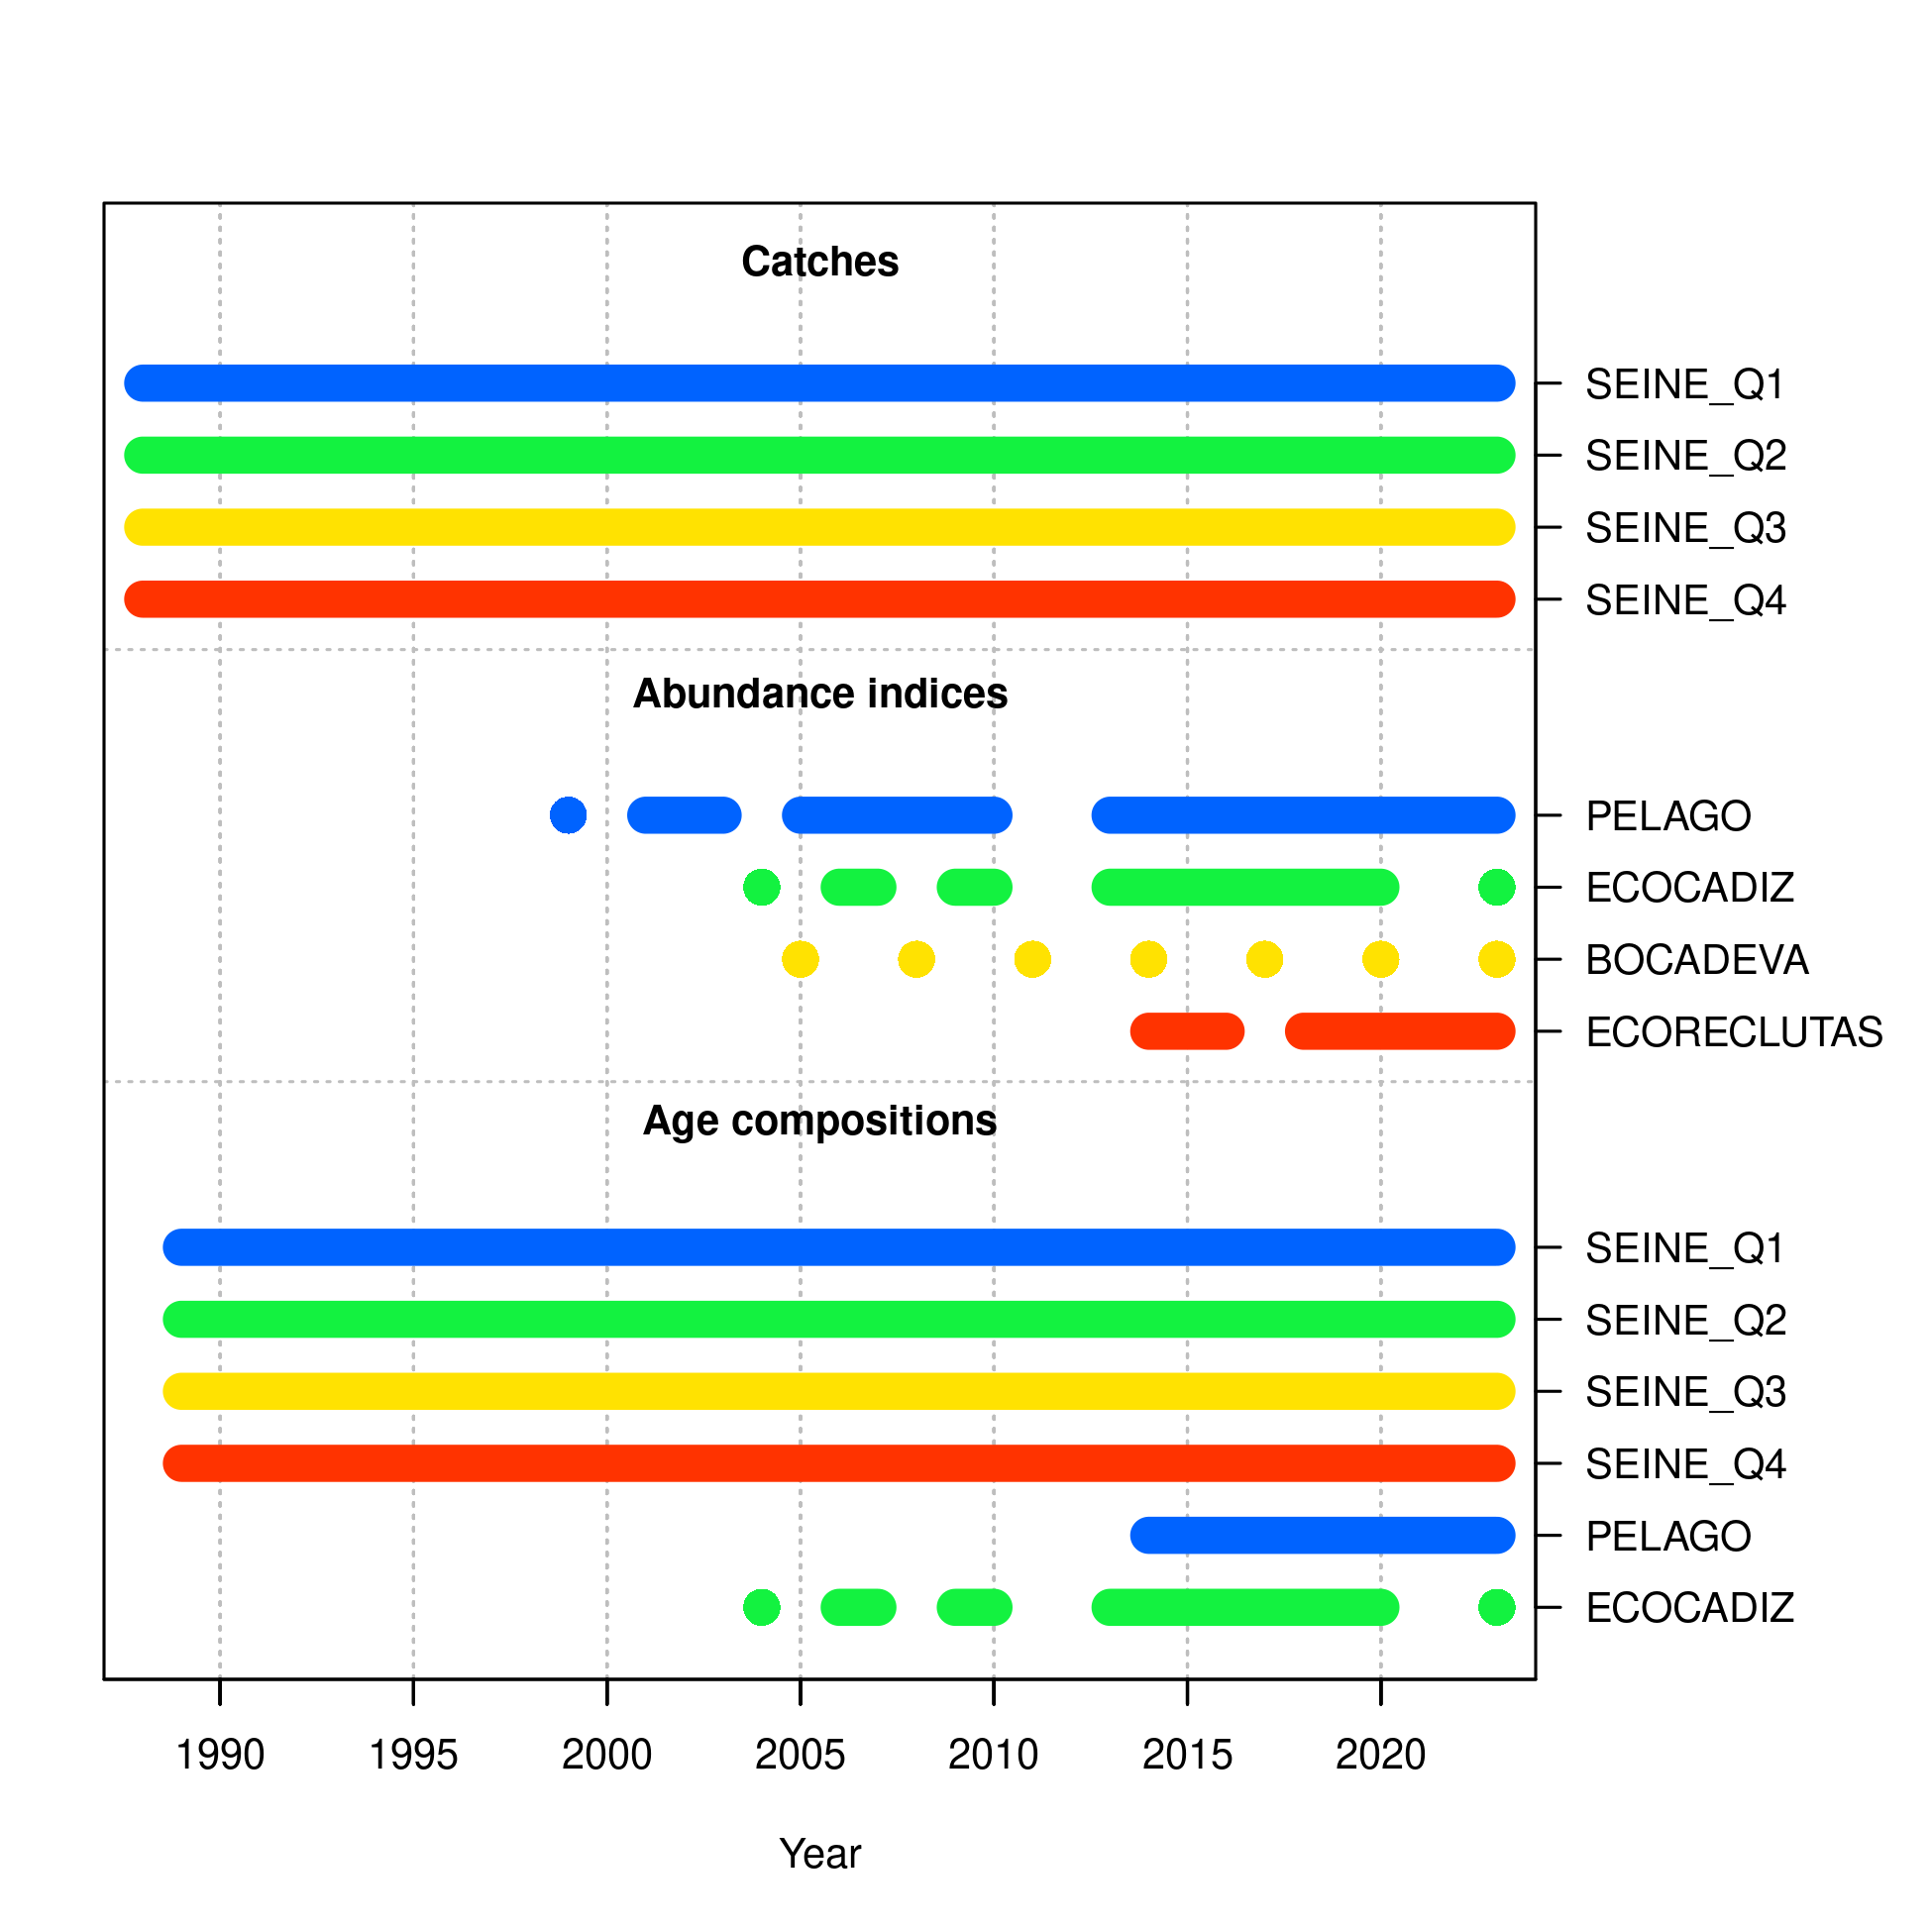 Catches
SEINE_Q1
SEINE_Q2
SEINE_Q3
SEINE_Q4
Abundance indices
PELAGO
ECOCADIZ
BOCADEVA
ECORECLUTAS
Age compositions
SEINE_Q1
SEINE_Q2
SEINE_Q3
SEINE_Q4
PELAGO
ECOCADIZ
1990 1995 2000 2005 2010 2015 2020
Year